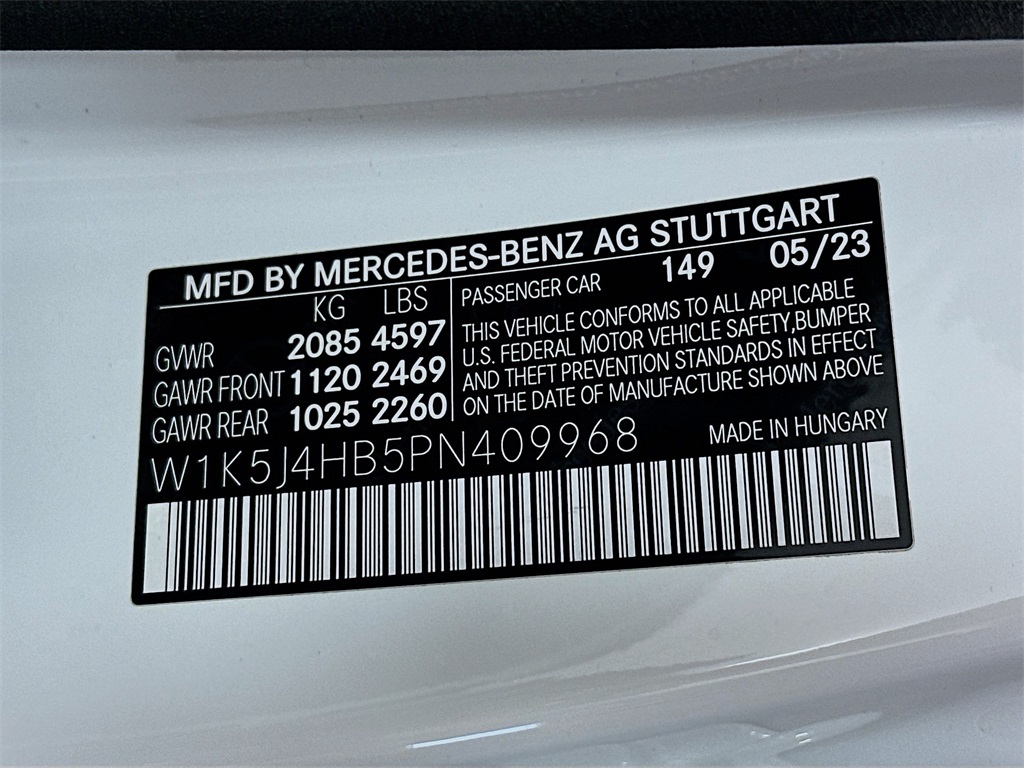 MFD BY MERCEDES-BENZ AG STUTTGART
KG LBS
GVWR 2085 4597
GAWR FRONT 1120 2469
GAWR REAR 1025 2260
PASSENGER CAR 149 05/23
THIS VEHICLE CONFORMS TO ALL APPLICABLE
U.S. FEDERAL MOTOR VEHICLE SAFETY,BUMPER
AND THEFT PREVENTION STANDARDS IN EFFECT
ON THE DATE OF MANUFACTURE SHOWN ABOVE
W1K5J4HB5PN409968
MADE IN HUNGARY